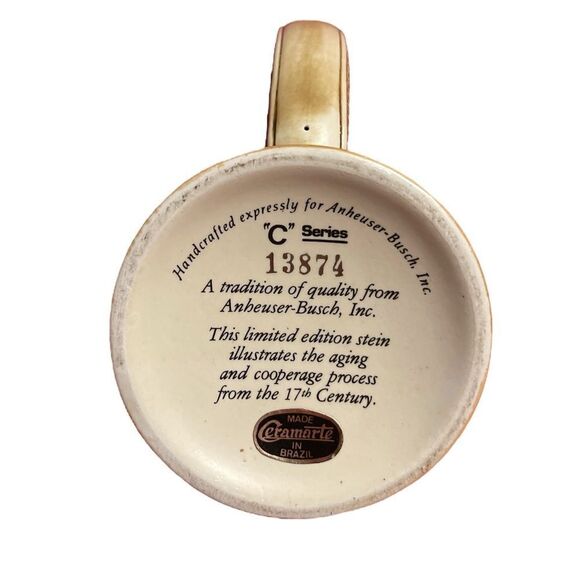 Handcrafted expressly for Anheuser-Busch, Inc.
"C" Series
13874
A tradition of quality from
Anheuser-Busch, Inc.
This limited edition stein
illustrates the aging
and cooperage process
from the 17th Century.
MADE
Ceramarte
IN
BRAZIL